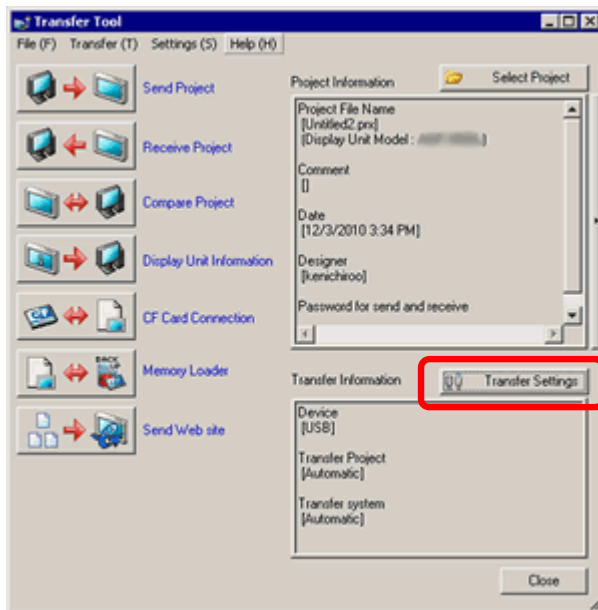 Transfer Tool
File (F) Transfer (T) Settings (S) Help (H)
Send Project
Receive Project
Compare Project
Display Unit Information
CF Card Connection
Memory Loader
Send Web site
Project Information
Select Project
Project File Name
[Untitled2.prx]
(Display Unit Model : )
Comment
[]
Date
[12/3/2010 3:34 PM]
Designer
[kenichiroo]
Password for send and receive
Transfer Information
Transfer Settings
Device
[USB]
Transfer Project
[Automatic]
Transfer system
[Automatic]
Close